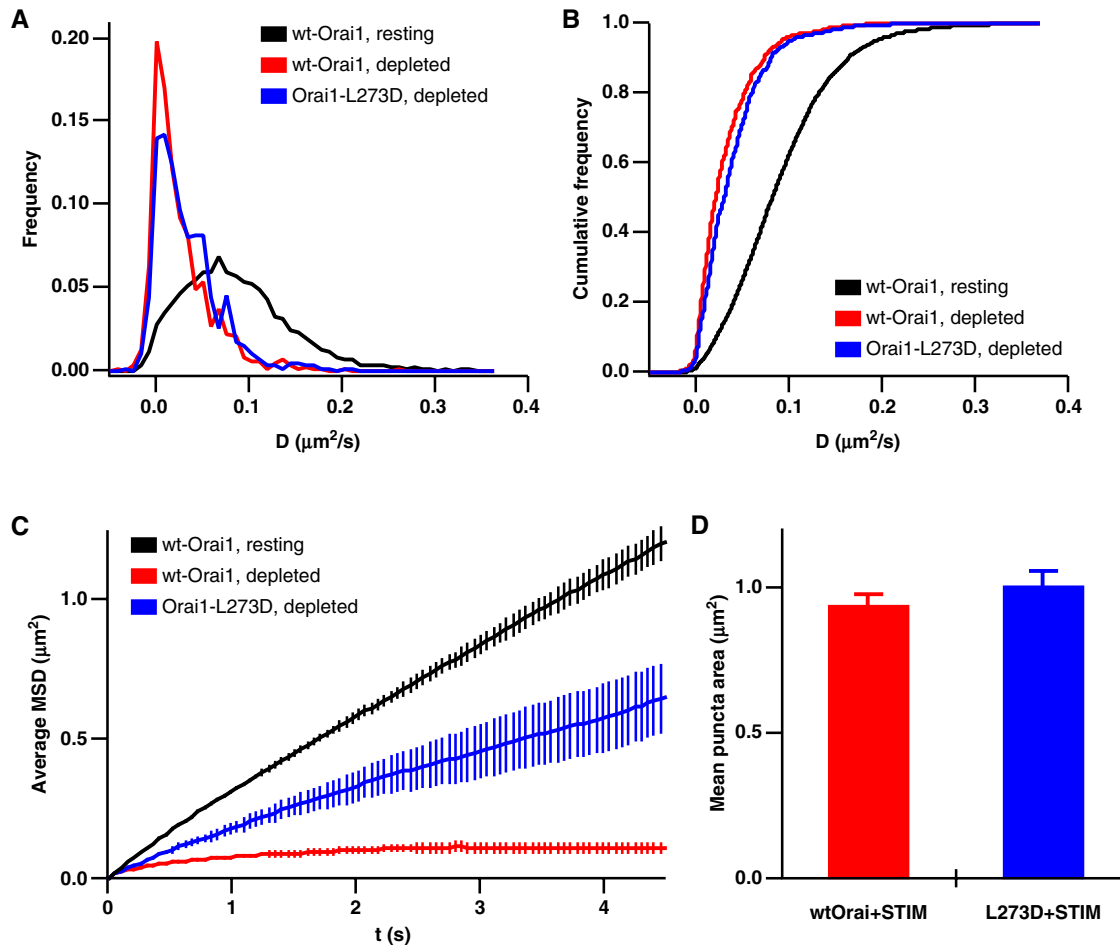 A
wt-Orai1, resting
wt-Orai1, depleted
Orai1-L273D, depleted
0.20
0.15
0.10
0.05
0.00
Frequency
0.0
0.1
0.2
0.3
0.4
D (μm²/s)
B
1.0
0.8
0.6
0.4
0.2
0.0
Cumulative frequency
wt-Orai1, resting
wt-Orai1, depleted
Orai1-L273D, depleted
0.0
0.1
0.2
0.3
0.4
D (μm²/s)
C
wt-Orai1, resting
wt-Orai1, depleted
Orai1-L273D, depleted
1.0
0.5
0.0
Average MSD (μm²)
0
1
2
3
4
t (s)
D
1.0
0.5
0.0
Mean puncta area (μm²)
wtOrai+STIM
L273D+STIM